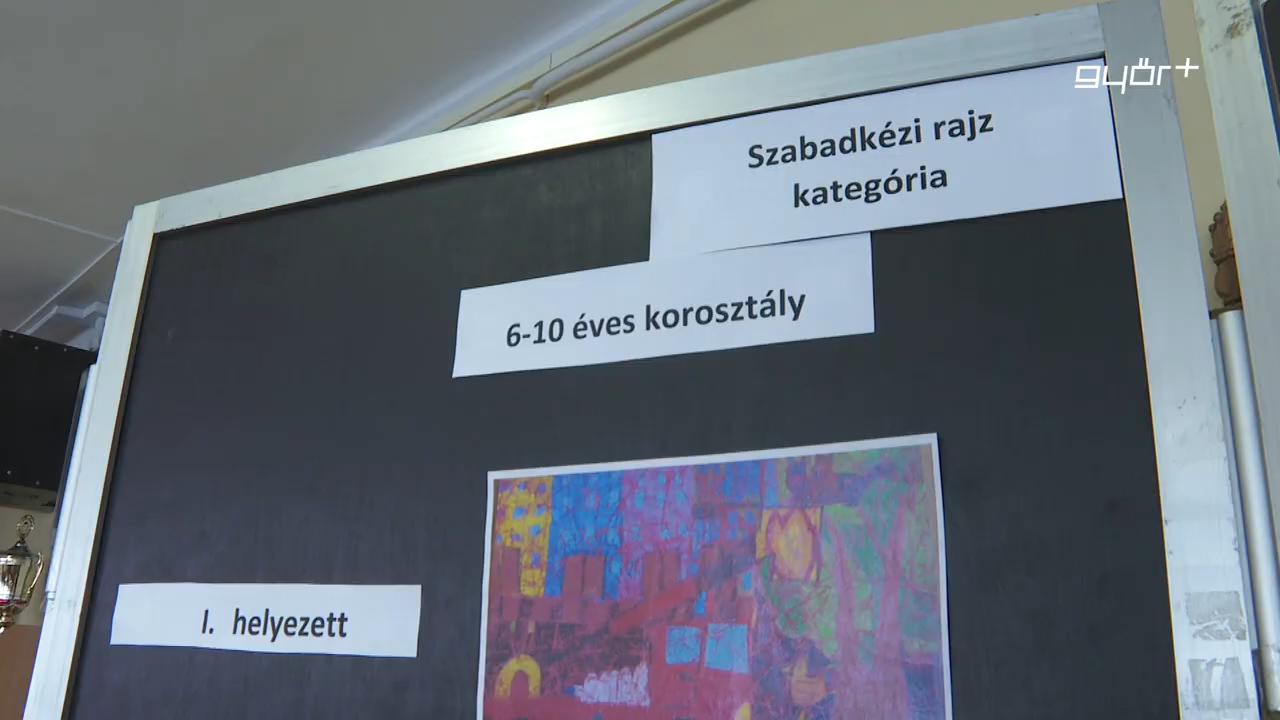 győr+
Szabadkézi rajz
kategória
6-10 éves korosztály
I. helyezett